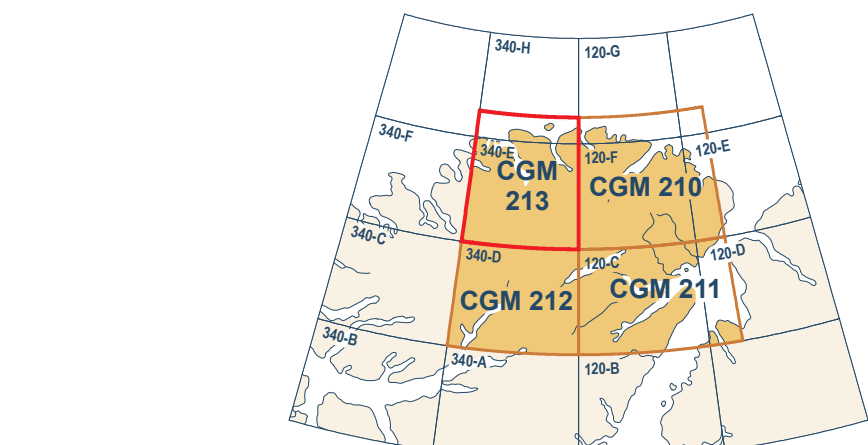 340-H
120-G
340-F
340-E
120-F
120-E
CGM
213
CGM 210
340-C
340-D
120-C
120-D
CGM 212
CGM 211
340-B
340-A
120-B